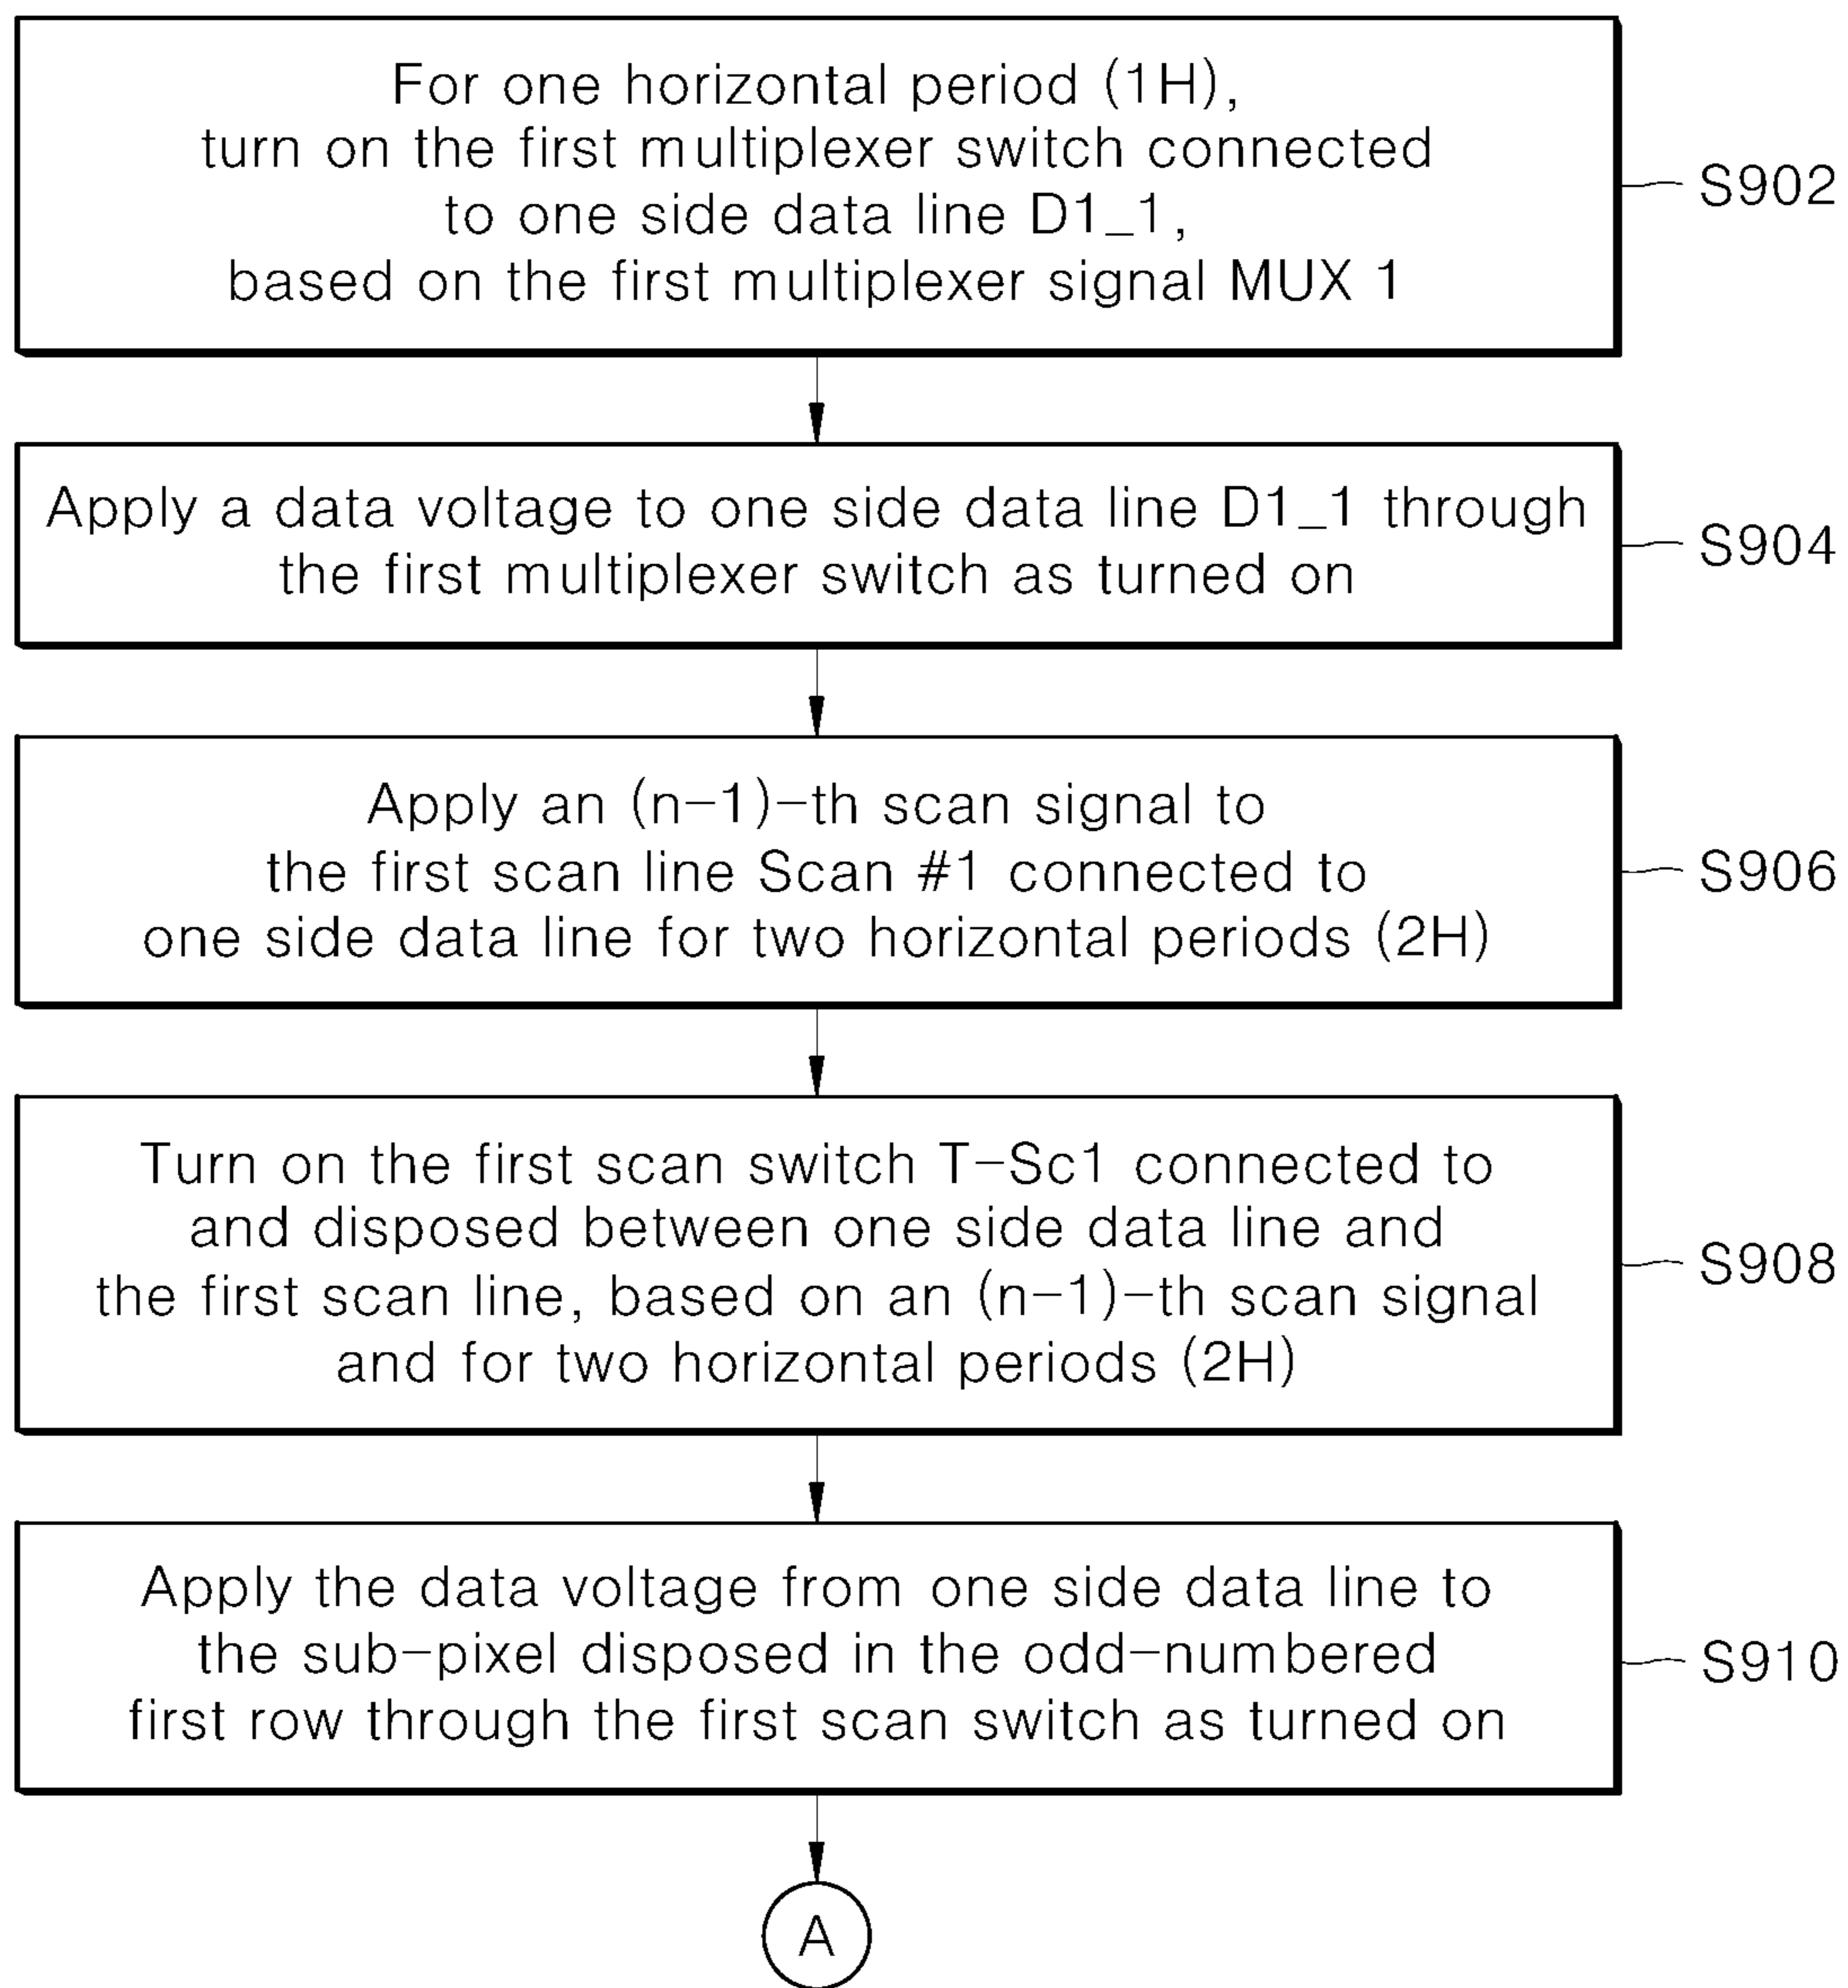 For one horizontal period (1H),
turn on the first multiplexer switch connected
to one side data line D1_1,
based on the first multiplexer signal MUX 1
S902
Apply a data voltage to one side data line D1_1 through
the first multiplexer switch as turned on
S904
Apply an (n-1)-th scan signal to
the first scan line Scan #1 connected to
one side data line for two horizontal periods (2H)
S906
Turn on the first scan switch T-Sc1 connected to
and disposed between one side data line and
the first scan line, based on an (n-1)-th scan signal
and for two horizontal periods (2H)
S908
Apply the data voltage from one side data line to
the sub-pixel disposed in the odd-numbered
first row through the first scan switch as turned on
S910
A